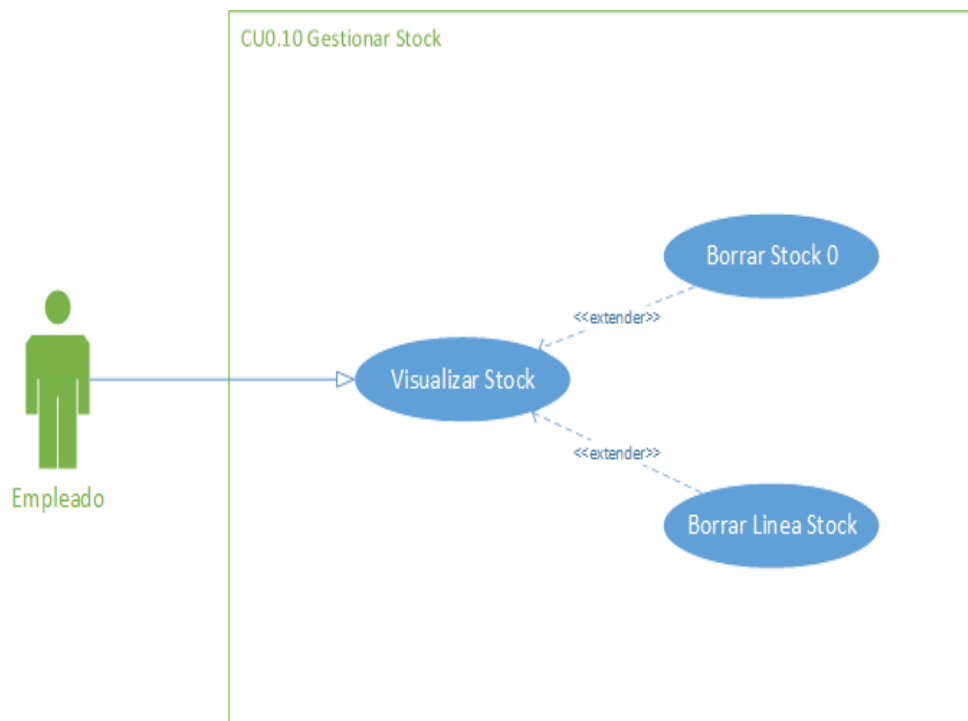 CU0.10 Gestionar Stock
Borrar Stock 0
<<extender>>
Visualizar Stock
<<extender>>
Empleado
Borrar Linea Stock